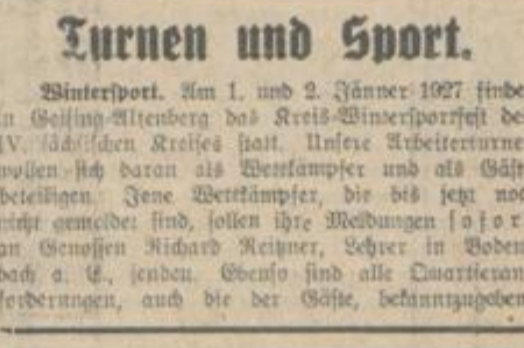 Turnen und Sport.
Wintersport. Am 1. und 2. Jänner 1927 finde
in Geising-Altenberg das Kreis-Wintersportfest de
IV. sächsischen Kreises statt. Unsere Arbeiterturne
wollen sich daran als Wettkämpfer und als Gäst
beteiligen. Jene Wettkämpfer, die bis jetzt noc
nicht gemeldet sind, sollen ihre Meldungen sofor
an Genossen Richard Reitzner, Lehrer in Boden
bach a. E., senden. Ebenso sind alle Quartieran
forderungen, auch die der Gäste, bekanntzugeben